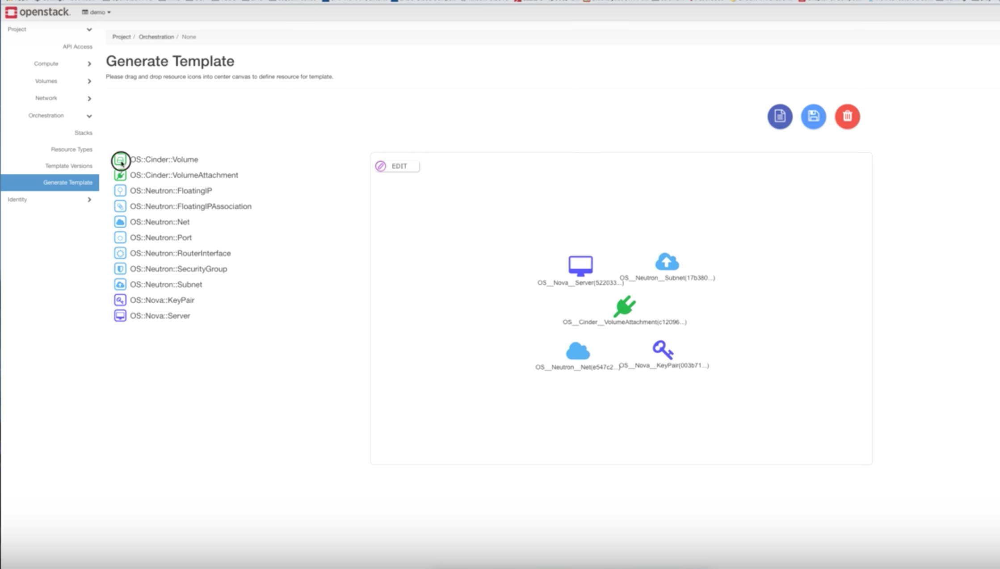 openstack.
demo
Project
API Access
Compute
Volumes
Network
Orchestration
Stacks
Resource Types
Template Versions
Generate Template
Identity
Project / Orchestration / None
Generate Template
Please drag and drop resource icons into center canvas to define resource for template.
OS::Cinder::Volume
OS::Cinder::VolumeAttachment
OS::Neutron::FloatingIP
OS::Neutron::FloatingIPAssociation
OS::Neutron::Net
OS::Neutron::Port
OS::Neutron::RouterInterface
OS::Neutron::SecurityGroup
OS::Neutron::Subnet
OS::Nova::KeyPair
OS::Nova::Server
EDIT
OS__Nova__Server(522033...)
OS__Neutron__Subnet(17b380...)
OS__Cinder__VolumeAttachment(c12096...)
OS__Neutron__Net(e547c2...)
OS__Nova__KeyPair(003b71...)